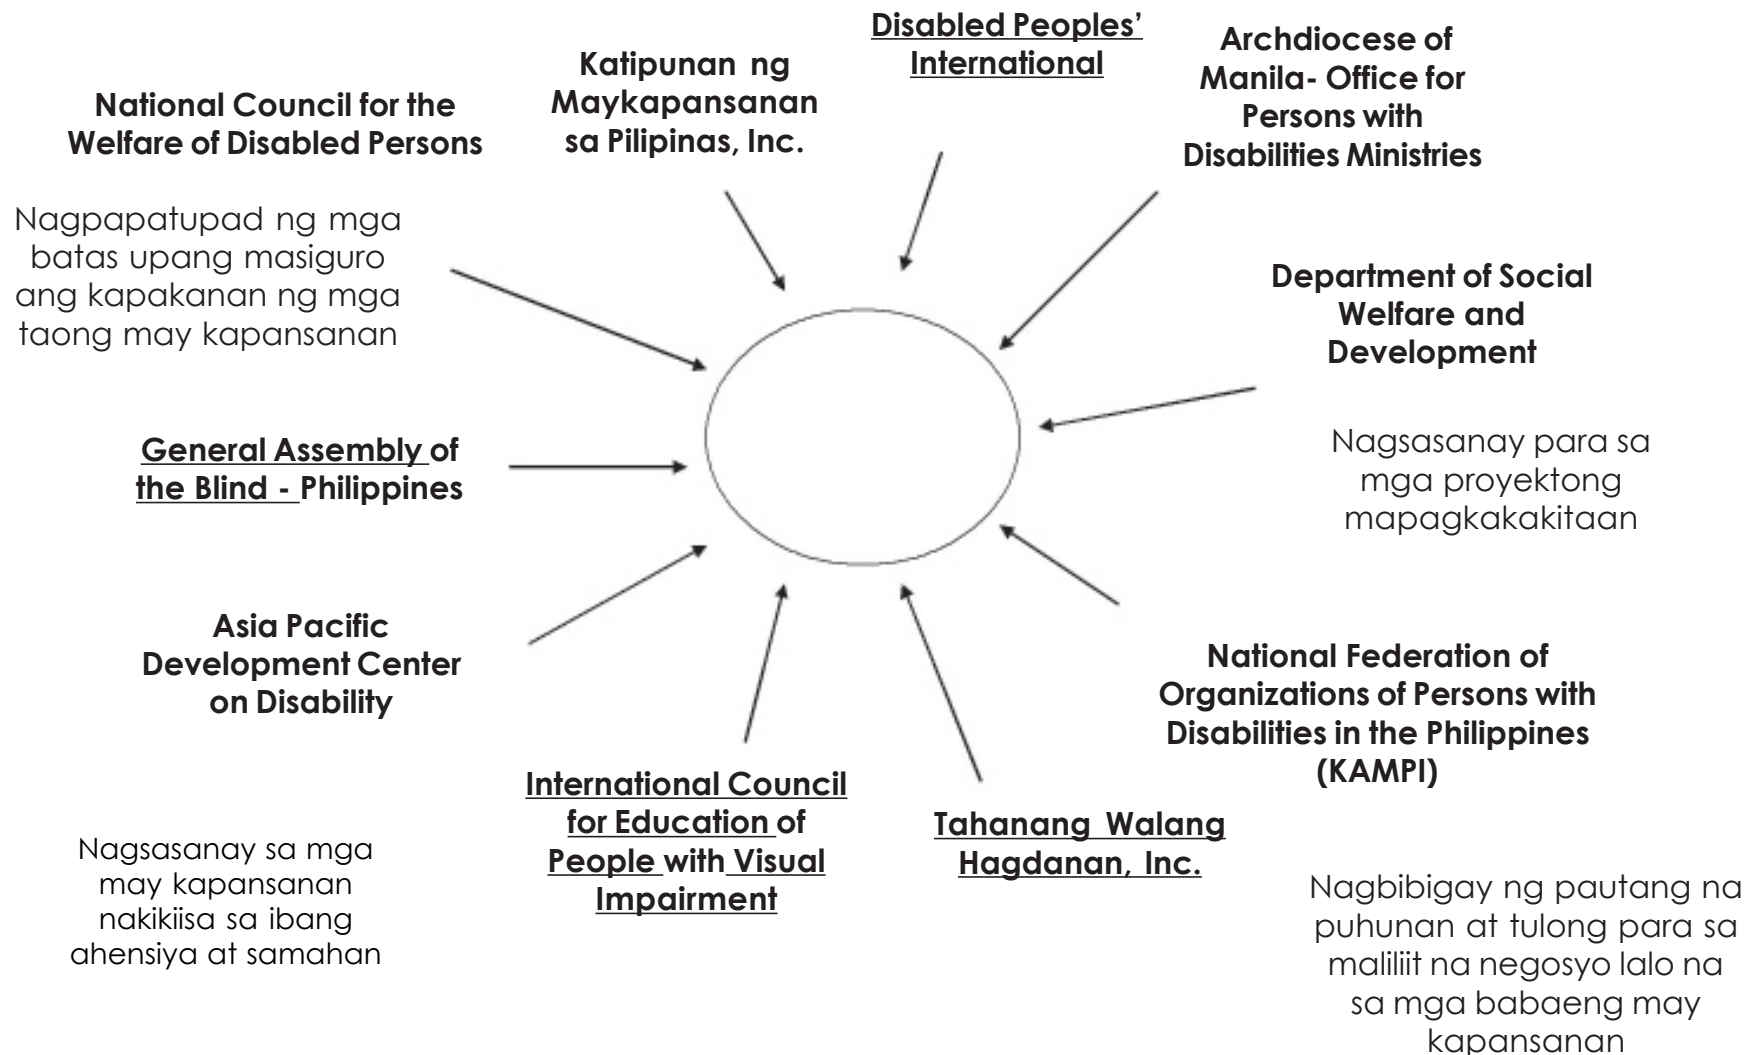 National Council for the
Welfare of Disabled Persons
Nagpapatupad ng mga
batas upang masiguro
ang kapakanan ng mga
taong may kapansanan
Katipunan ng
Maykapansanan
sa Pilipinas, Inc.
Disabled Peoples’
International
Archdiocese of
Manila- Office for
Persons with
Disabilities Ministries
Department of Social
Welfare and
Development
Nagsasanay para sa
mga proyektong
mapagkakakitaan
General Assembly of
the Blind - Philippines
Asia Pacific
Development Center
on Disability
Nagsasanay sa mga
may kapansanan
nakikiisa sa ibang
ahensiya at samahan
International Council
for Education of
People with Visual
Impairment
Tahanang Walang
Hagdanan, Inc.
National Federation of
Organizations of Persons with
Disabilities in the Philippines
(KAMPI)
Nagbibigay ng pautang na
puhunan at tulong para sa
maliliit na negosyo lalo na
sa mga babaeng may
kapansanan